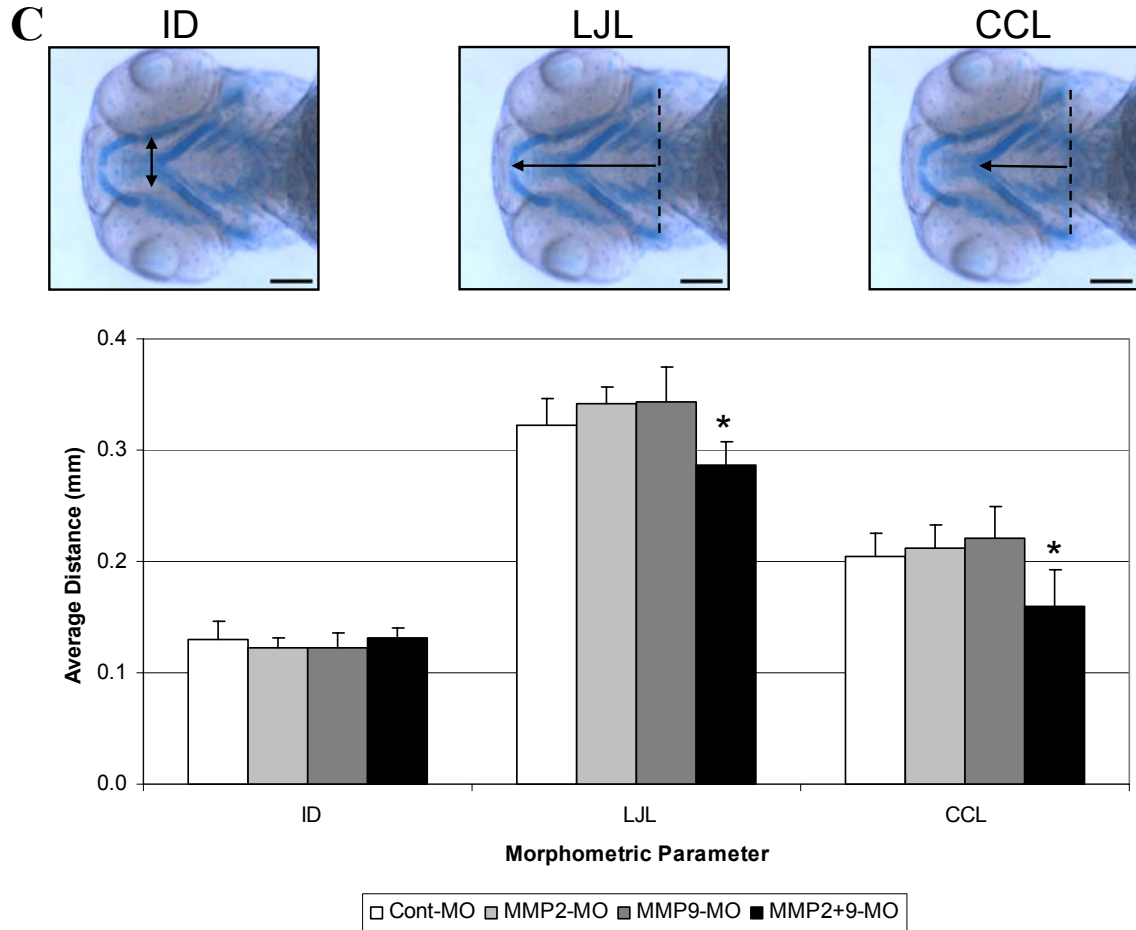 C
ID LJL CCL
0.4
0.3
0.2
0.1
0.0
Average Distance (mm)
* *
ID LJL CCL
Morphometric Parameter
Cont-MO MMP2-MO MMP9-MO MMP2+9-MO